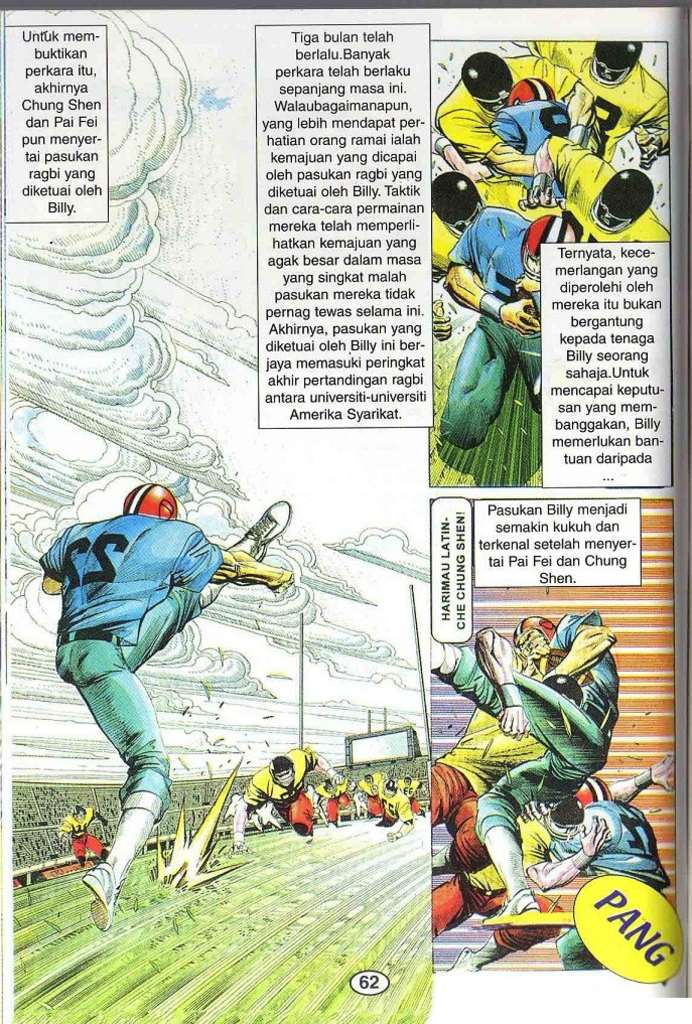 Untuk mem-
buktikan
perkara itu,
akhirnya
Chung Shen
dan Pai Fei
pun menyer-
tai pasukan
ragbi yang
diketuai oleh
Billy.
Tiga bulan telah
berlalu.Banyak
perkara telah berlaku
sepanjang masa ini.
Walaubagaimanapun,
yang lebih mendapat per-
hatian orang ramai ialah
kemajuan yang dicapai
oleh pasukan ragbi yang
diketuai oleh Billy. Taktik
dan cara-cara permainan
mereka telah memperli-
hatkan kemajuan yang
agak besar dalam masa
yang singkat malah
pasukan mereka tidak
pernag tewas selama ini.
Akhirnya, pasukan yang
diketuai oleh Billy ini ber-
jaya memasuki peringkat
akhir pertandingan ragbi
antara universiti-universiti
Amerika Syarikat.
Ternyata, kece-
merlangan yang
diperolehi oleh
mereka itu bukan
bergantung
kepada tenaga
Billy seorang
sahaja.Untuk
mencapai keputu-
san yang mem-
banggakan, Billy
memerlukan ban-
tuan daripada
...
HARIMAU LATIN-
CHE CHUNG SHEN!
Pasukan Billy menjadi
semakin kukuh dan
terkenal setelah menyer-
tai Pai Fei dan Chung
Shen.
22
PANG
62